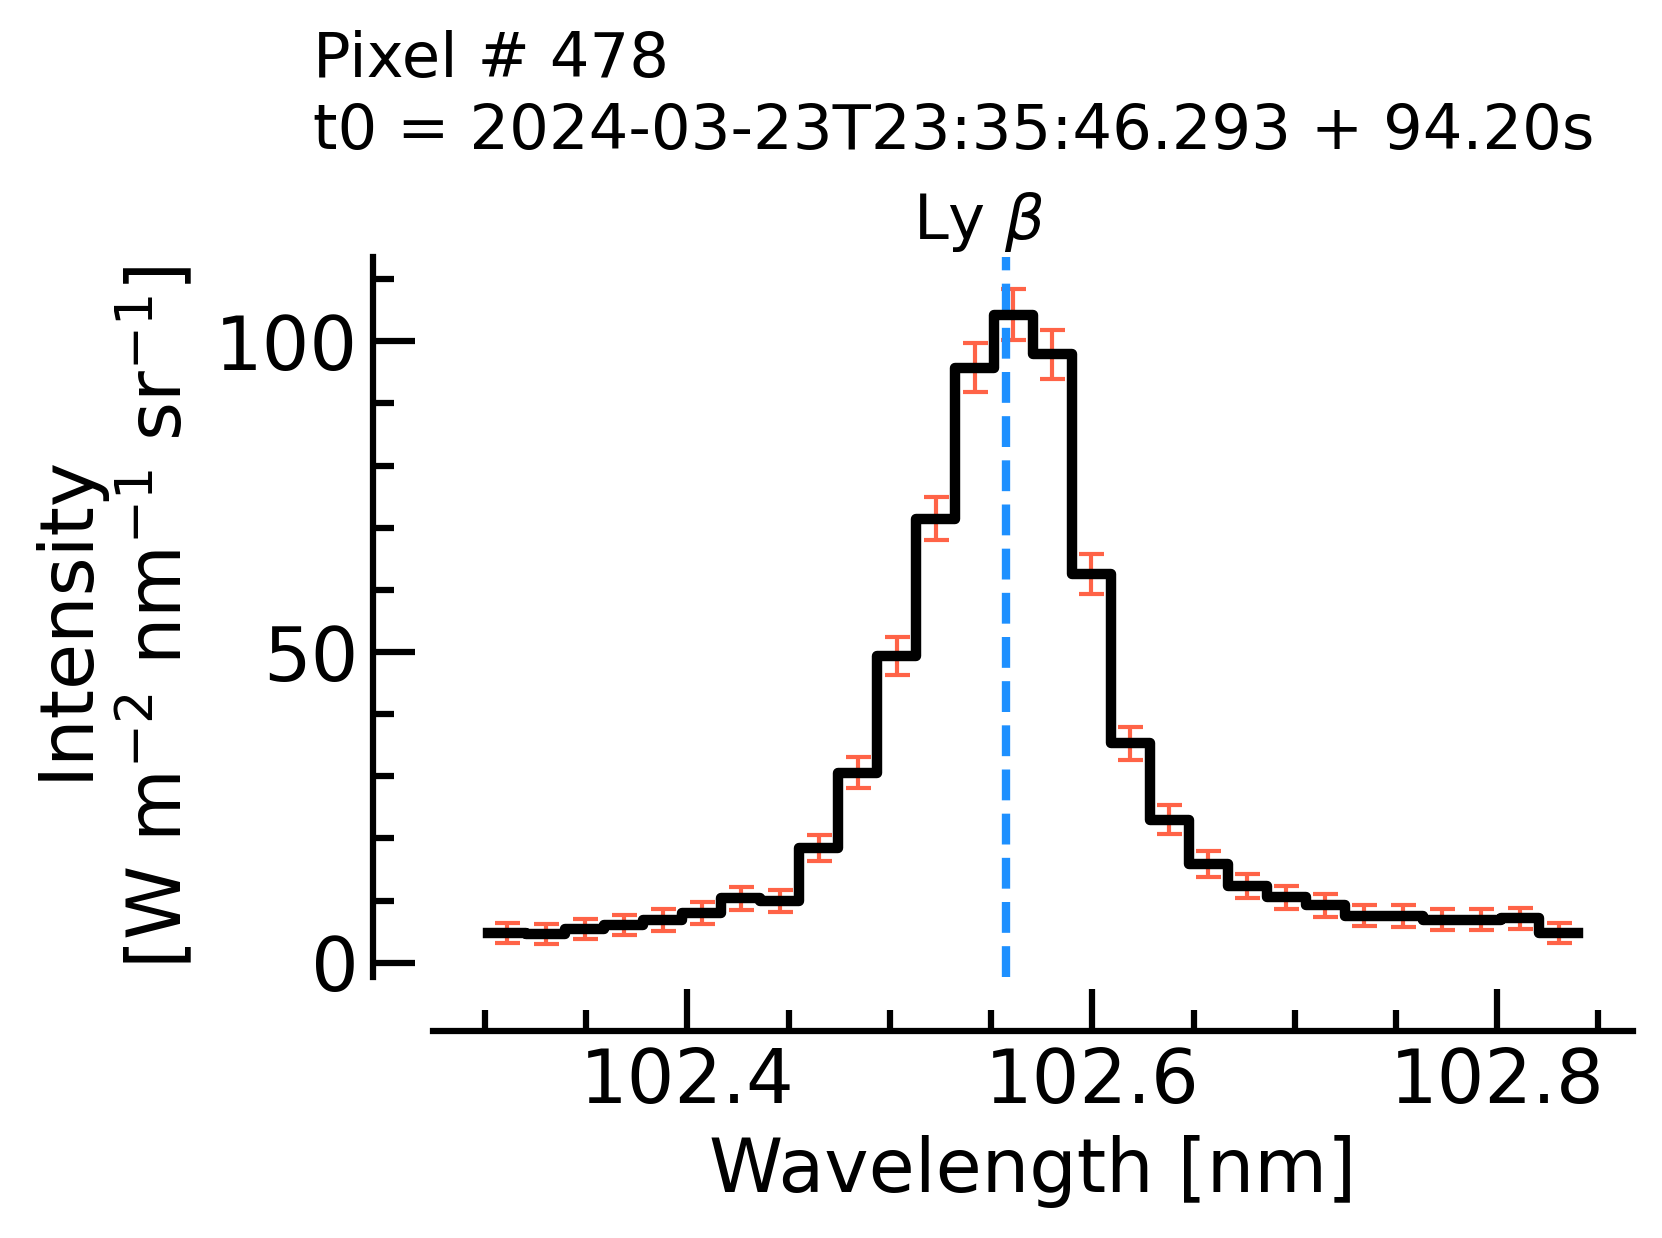 Pixel # 478
t0 = 2024-03-23T23:35:46.293 + 94.20s
Ly β
Intensity
[W m⁻² nm⁻¹ sr⁻¹]
100
50
0
102.4 102.6 102.8
Wavelength [nm]